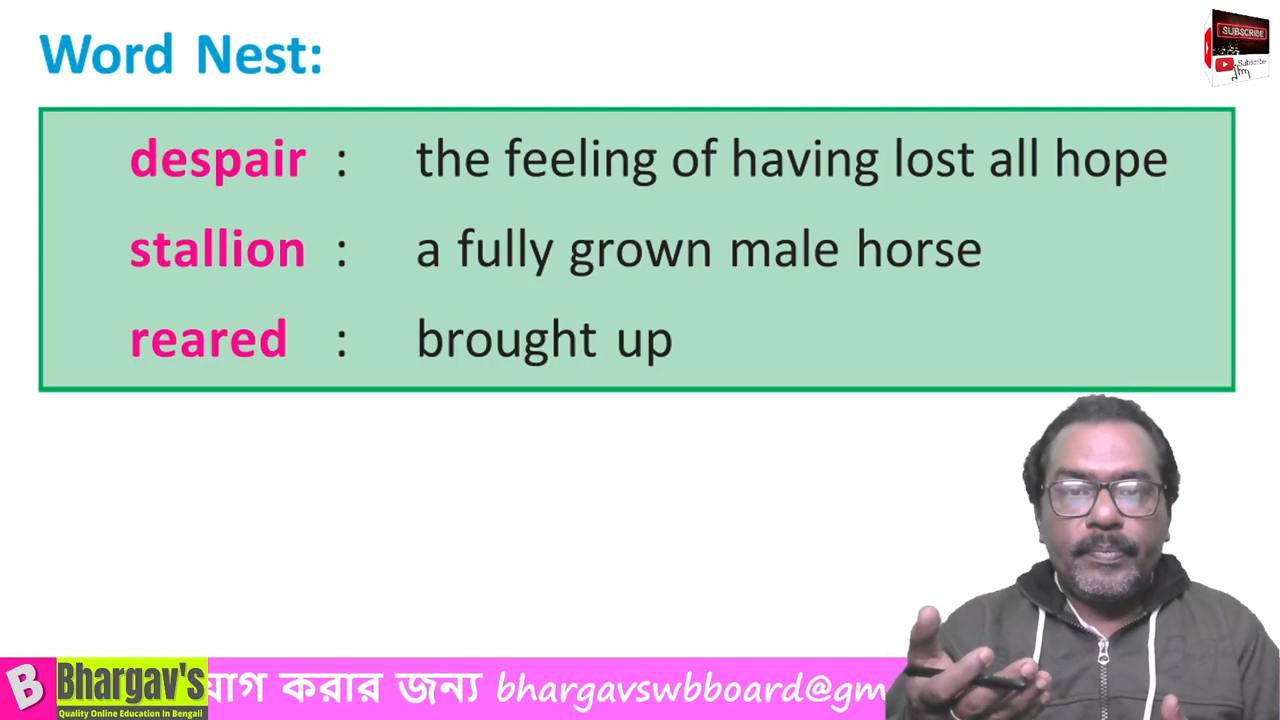 Word Nest:
SUBSCRIBE
Subscribe
despair : the feeling of having lost all hope
stallion : a fully grown male horse
reared : brought up
B Bhargav's
Quality Online Education in Bengali
করার জন্য bhargavswbboard@gm